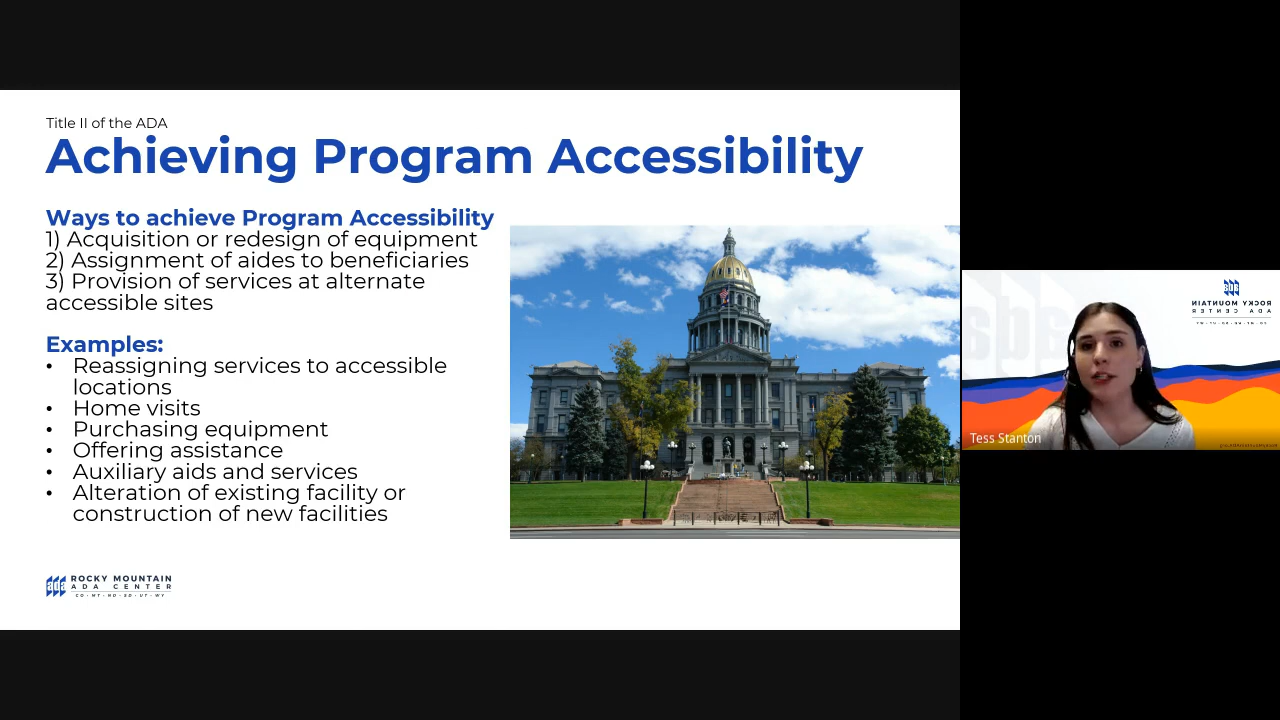 Title II of the ADA
Achieving Program Accessibility
Ways to achieve Program Accessibility
1) Acquisition or redesign of equipment
2) Assignment of aides to beneficiaries
3) Provision of services at alternate
accessible sites
Examples:
• Reassigning services to accessible
locations
• Home visits
• Purchasing equipment
• Offering assistance
• Auxiliary aids and services
• Alteration of existing facility or
construction of new facilities
ada ROCKY MOUNTAIN
ADA CENTER
CO · MT · ND · SD · UT · WY
ROCKY MOUNTAIN
ADA CENTER
Tess Stanton